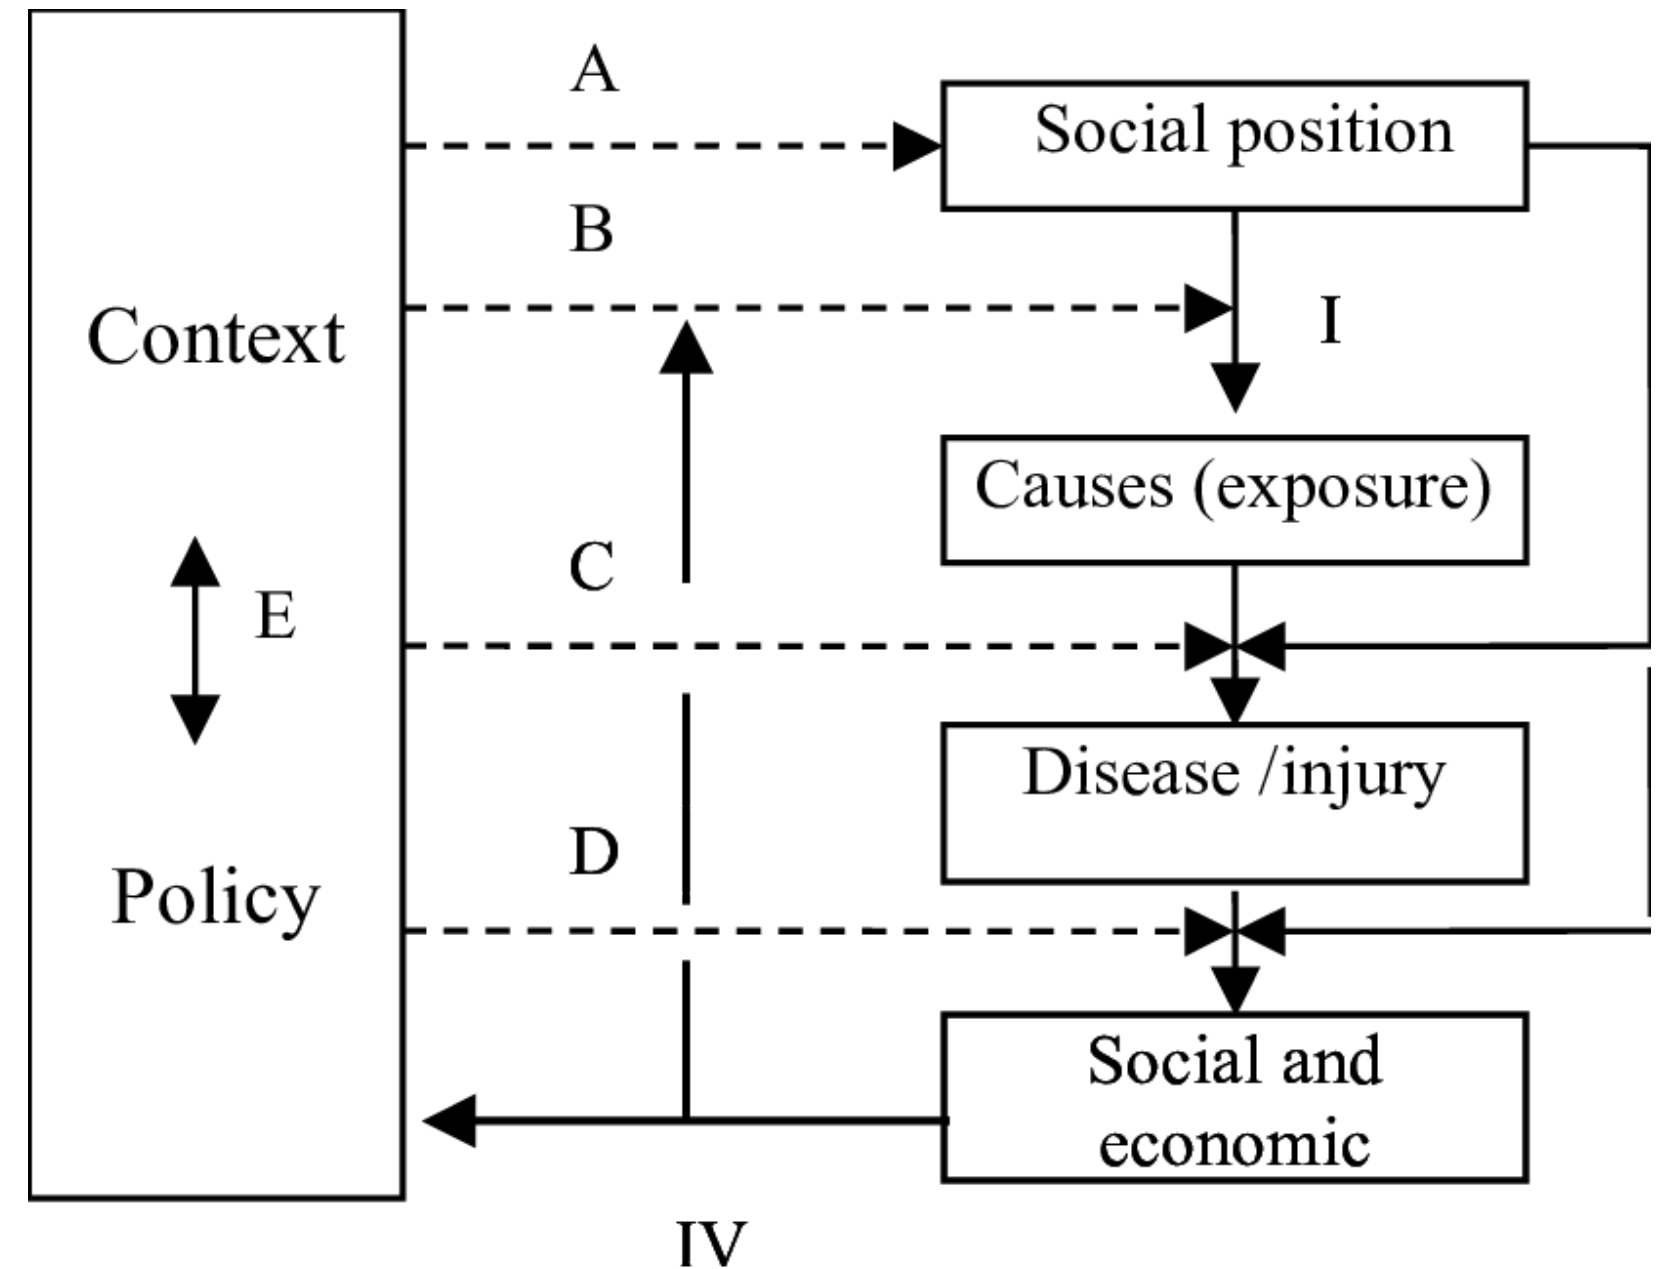 A
Social position
B
I
Context
Causes (exposure)
C
E
Disease /injury
D
Policy
Social and
economic
IV